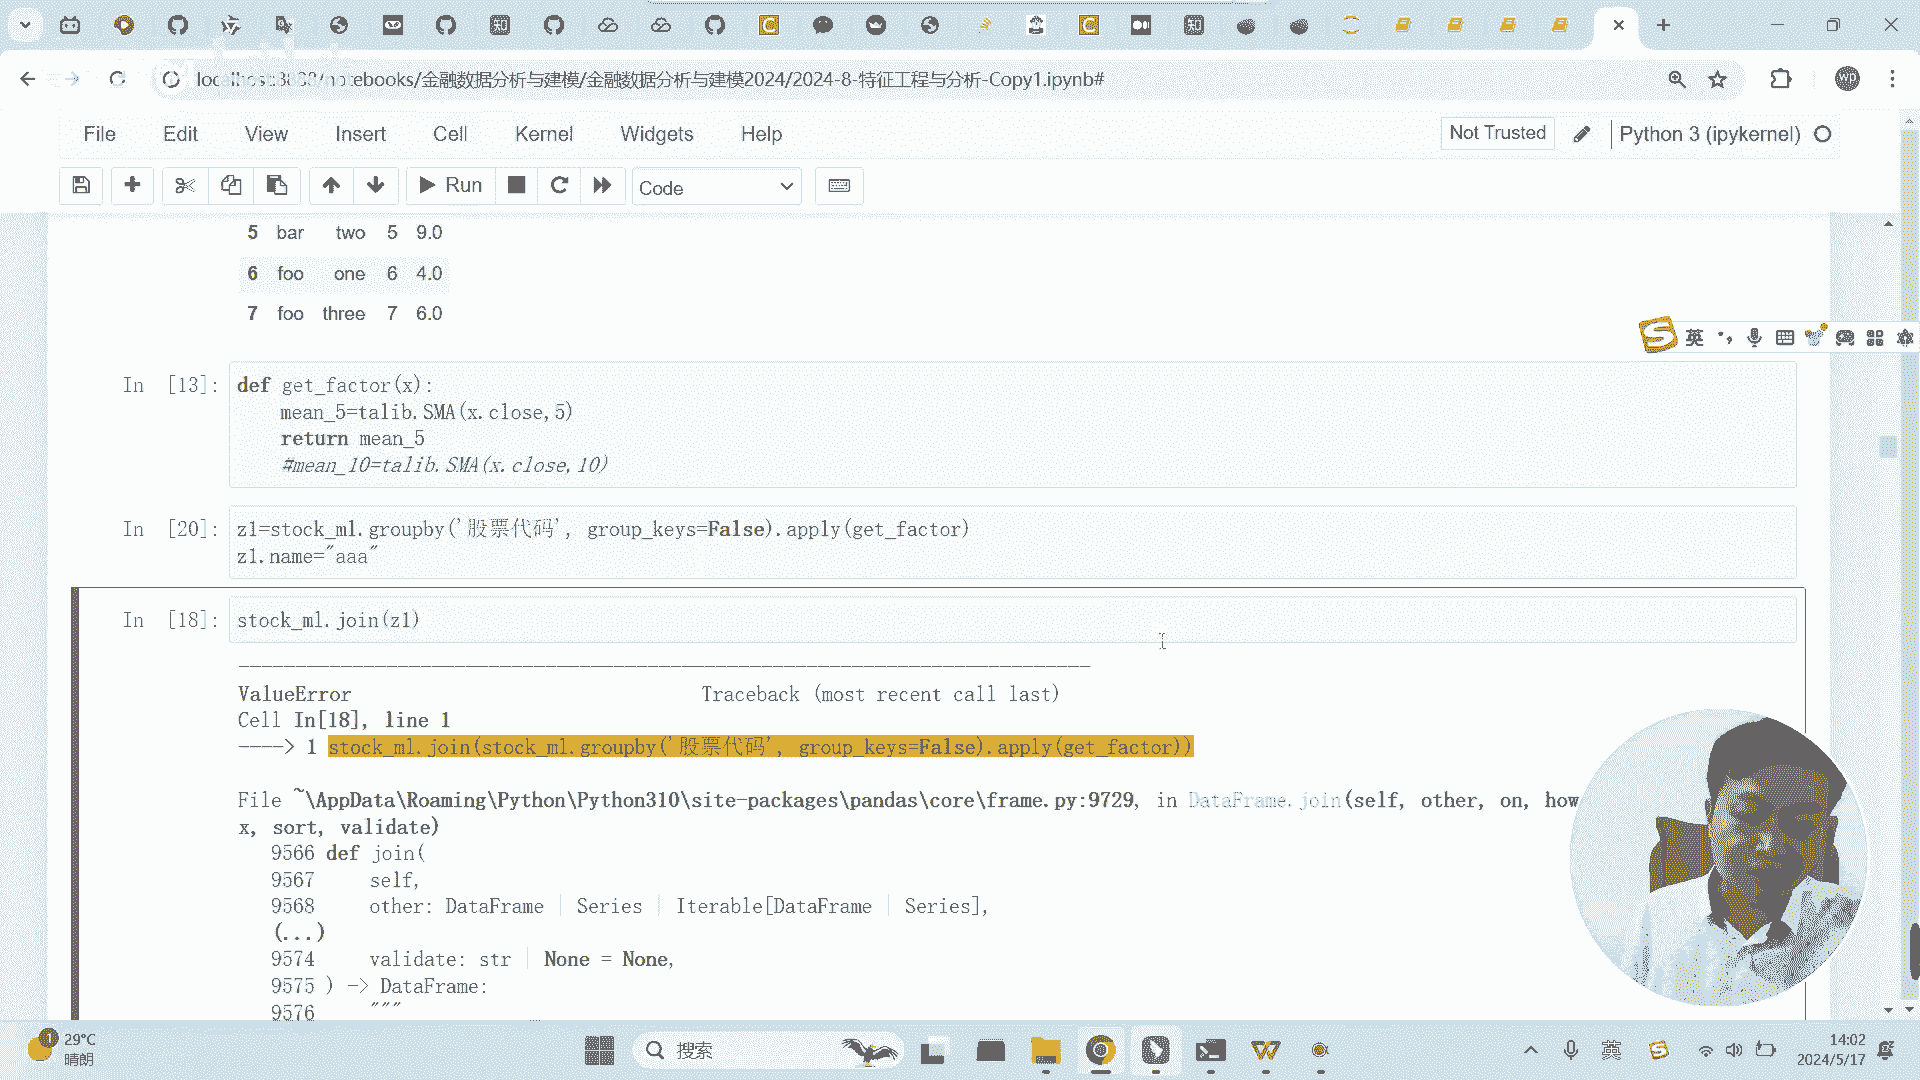 localhost:8888/notebooks/金融数据分析与建模/金融数据分析与建模2024/2024-8-特征工程与分析-Copy1.ipynb#
wp
File Edit View Insert Cell Kernel Widgets Help
Not Trusted
Python 3 (ipykernel)
Run
Code
5 bar two 5 9.0
6 foo one 6 4.0
7 foo three 7 6.0
英
In [13]:
def get_factor(x):
mean_5=talib.SMA(x.close,5)
return mean_5
#mean_10=talib.SMA(x.close,10)
In [20]:
z1=stock_ml.groupby('股票代码', group_keys=False).apply(get_factor)
z1.name="aaa"
In [18]:
stock_ml.join(z1)
---------------------------------------------------------------------------
ValueError Traceback (most recent call last)
Cell In[18], line 1
----> 1 stock_ml.join(stock_ml.groupby('股票代码', group_keys=False).apply(get_factor))
File ~\AppData\Roaming\Python\Python310\site-packages\pandas\core\frame.py:9729, in DataFrame.join(self, other, on, how
x, sort, validate)
9566 def join(
9567 self,
9568 other: DataFrame | Series | Iterable[DataFrame | Series],
(...)
9574 validate: str | None = None,
9575 ) -> DataFrame:
9576 """
1
29°C
晴朗
搜索
英
14:02
2024/5/17